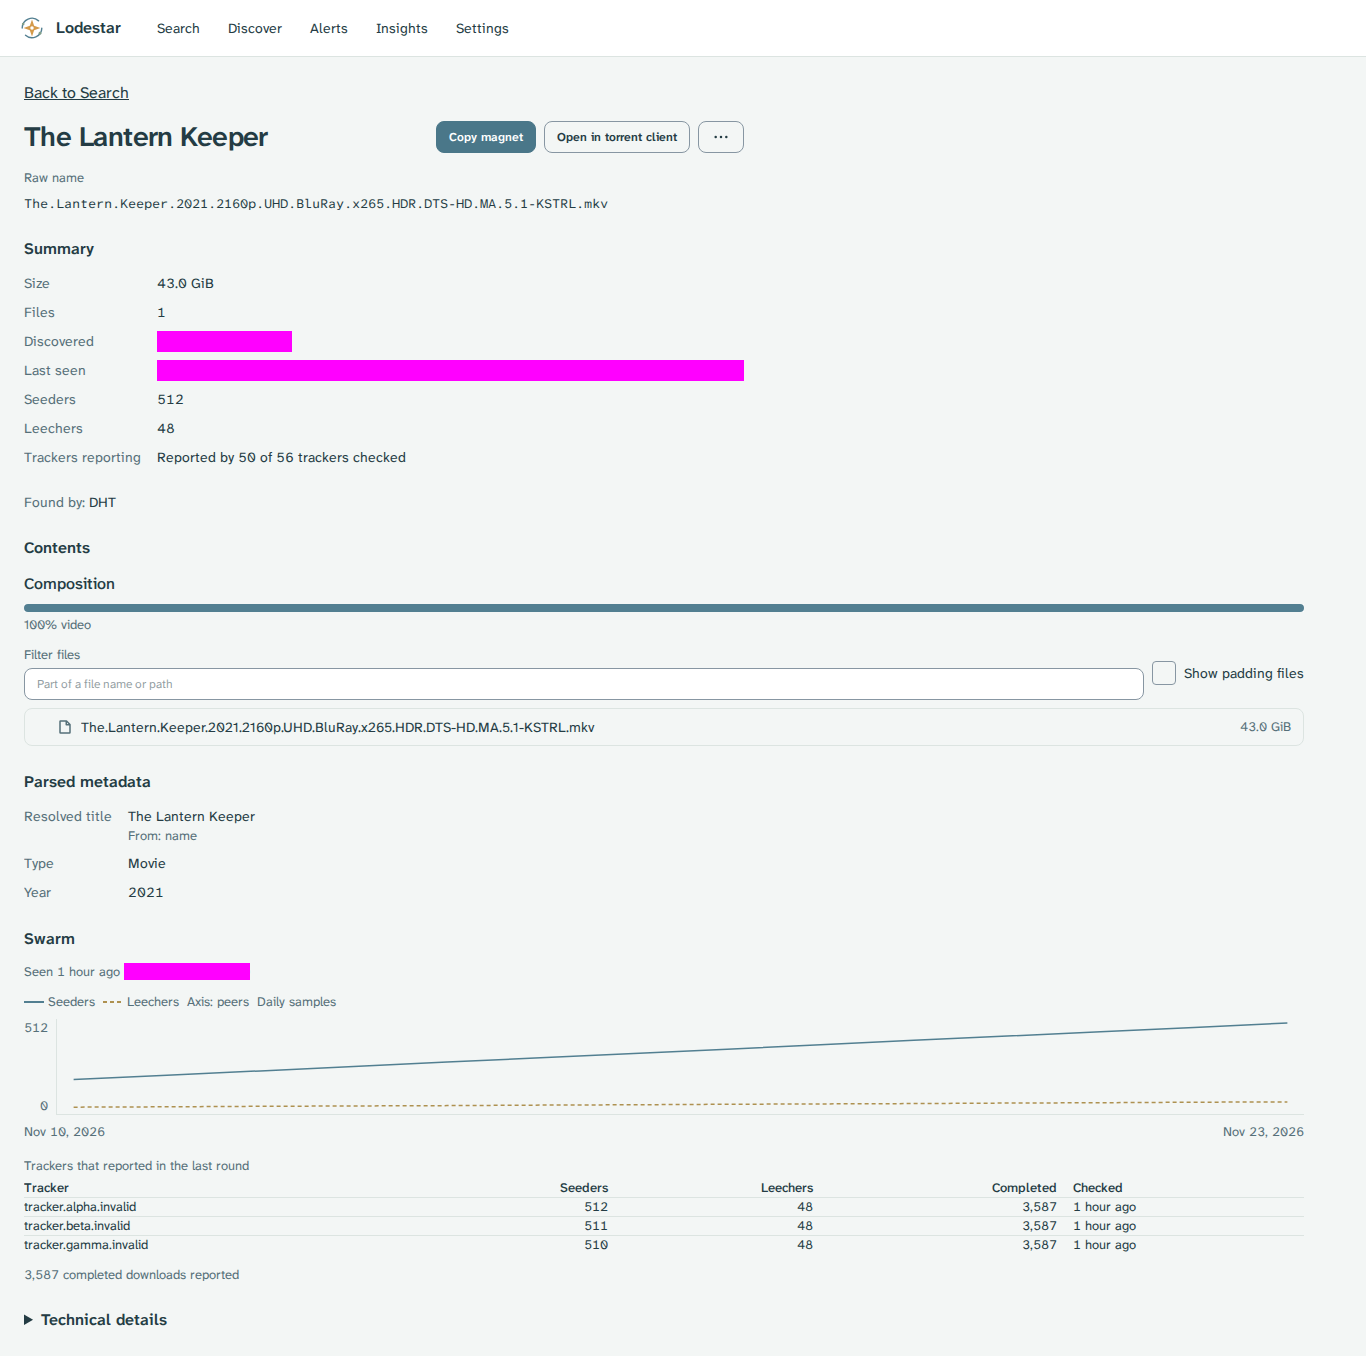 Lodestar Search Discover Alerts Insights Settings
Back to Search
The Lantern Keeper
Copy magnet Open in torrent client ...
Raw name
The.Lantern.Keeper.2021.2160p.UHD.BluRay.x265.HDR.DTS-HD.MA.5.1-KSTRL.mkv
Summary
Size 43.0 GiB
Files 1
Discovered
Last seen
Seeders 512
Leechers 48
Trackers reporting Reported by 50 of 56 trackers checked
Found by: DHT
Contents
Composition
100% video
Filter files
Part of a file name or path
Show padding files
The.Lantern.Keeper.2021.2160p.UHD.BluRay.x265.HDR.DTS-HD.MA.5.1-KSTRL.mkv 43.0 GiB
Parsed metadata
Resolved title The Lantern Keeper
From: name
Type Movie
Year 2021
Swarm
Seen 1 hour ago
Seeders Leechers Axis: peers Daily samples
512
0
Nov 10, 2026 Nov 23, 2026
Trackers that reported in the last round
Tracker Seeders Leechers Completed Checked
tracker.alpha.invalid 512 48 3,587 1 hour ago
tracker.beta.invalid 511 48 3,587 1 hour ago
tracker.gamma.invalid 510 48 3,587 1 hour ago
3,587 completed downloads reported
Technical details